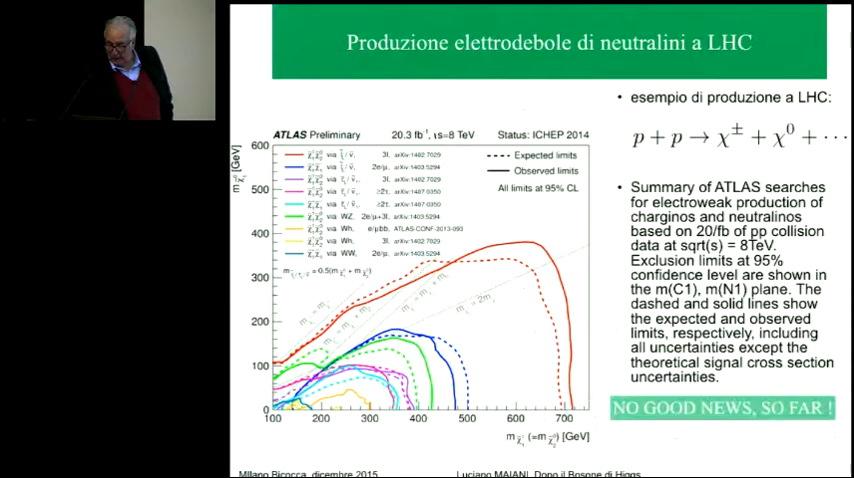 Produzione elettrodebole di neutralini a LHC
• esempio di produzione a LHC:
p + p → χ± + χ0 + ···
ATLAS Preliminary 20.3 fb-1, √s=8 TeV Status: ICHEP 2014
Expected limits
Observed limits
All limits at 95% CL
3l, arXiv:1402.7029
2e/μ, arXiv:1403.5294
3l, arXiv:1402.7029
≥2τ, arXiv:1407.0350
≥2τ, arXiv:1407.0350
via WZ, 2e/μ+3l, arXiv:1403.5294
via Wh, e/μbb, ATLAS-CONF-2013-093
via Wh, 3l, arXiv:1402.7029
via WW, 2e/μ, arXiv:1403.5294
600
500
400
300
200
100
0
100 200 300 400 500 600 700
[GeV]
[GeV]
• Summary of ATLAS searches
for electroweak production of
charginos and neutralinos
based on 20/fb of pp collision
data at sqrt(s) = 8TeV.
Exclusion limits at 95%
confidence level are shown in
the m(C1), m(N1) plane. The
dashed and solid lines show
the expected and observed
limits, respectively, including
all uncertainties except the
theoretical signal cross section
uncertainties.
NO GOOD NEWS, SO FAR !
MIlano Bicocca, dicembre 2015 Luciano MAIANI. Dopo il Bosone di Higgs